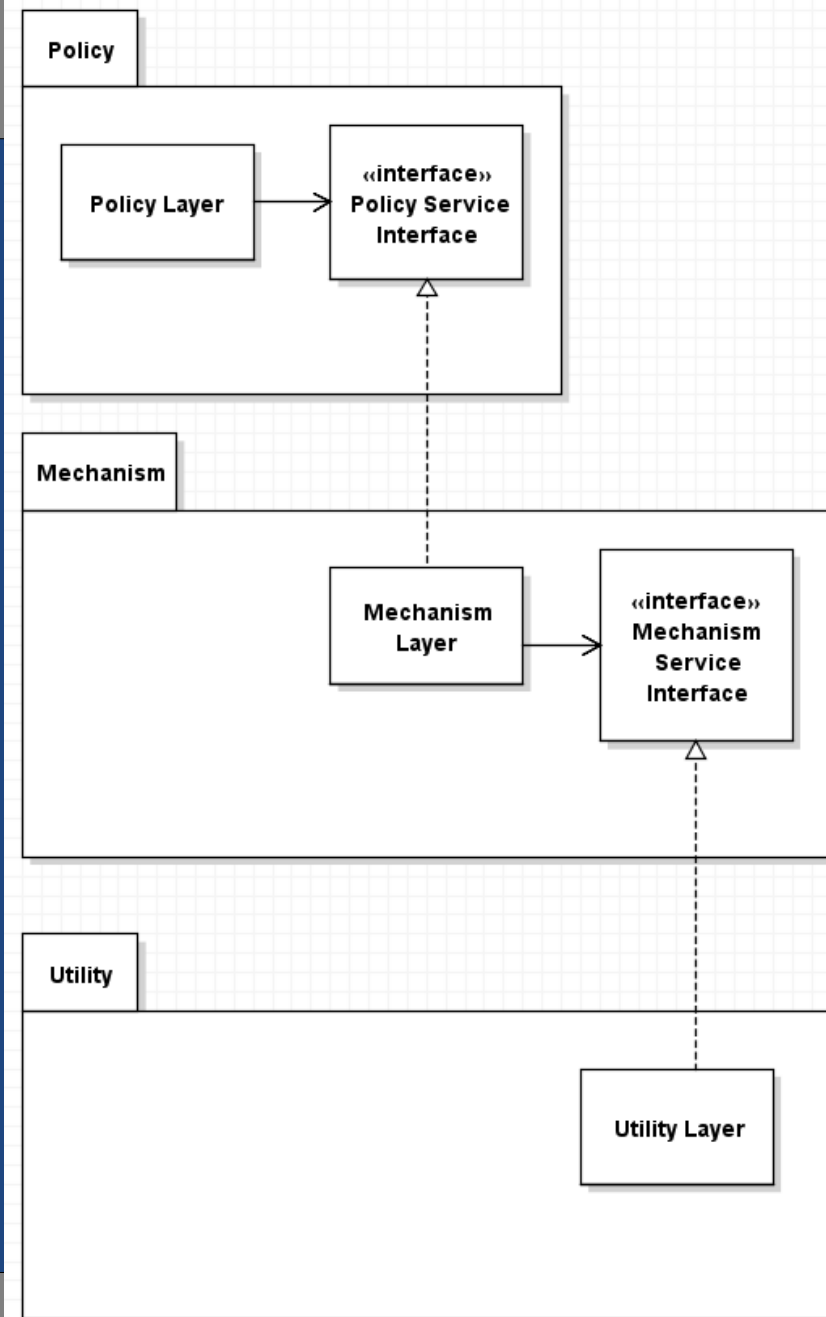 Policy
Policy Layer
«interface»
Policy Service
Interface
Mechanism
Mechanism
Layer
«interface»
Mechanism
Service
Interface
Utility
Utility Layer